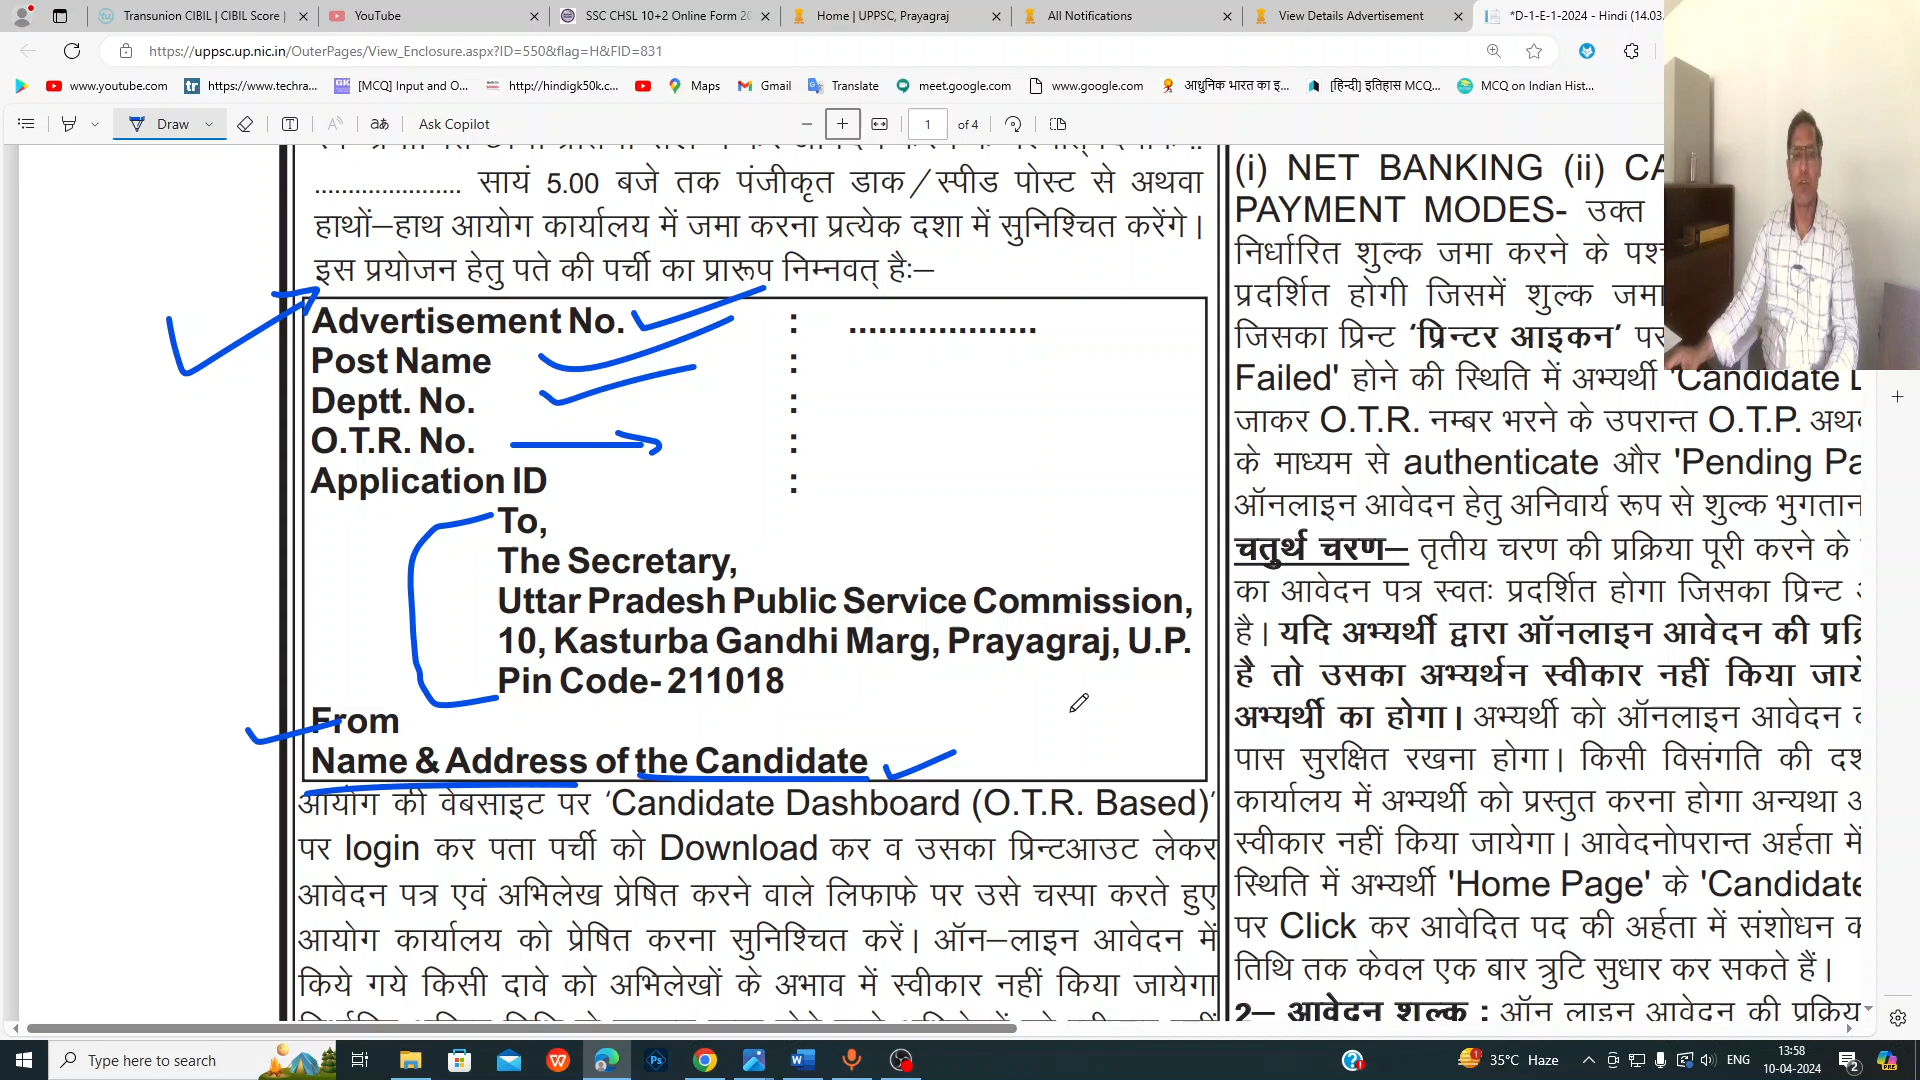 Transunion CIBIL | CIBIL Score |
YouTube
SSC CHSL 10+2 Online Form 20
Home | UPPSC, Prayagraj
All Notifications
View Details Advertisement
*D-1-E-1-2024 - Hindi (14.03.
https://uppsc.up.nic.in/OuterPages/View_Enclosure.aspx?ID=550&flag=H&FID=831
www.youtube.com
https://www.techra...
[MCQ] Input and O...
http://hindigk50k.c...
Maps
Gmail
Translate
meet.google.com
www.google.com
आधुनिक भारत का इ...
[हिन्दी] इतिहास MCQ...
MCQ on Indian Hist...
Draw
Ask Copilot
1 of 4
...................... सायं 5.00 बजे तक पंजीकृत डाक/स्पीड पोस्ट से अथवा
हाथों–हाथ आयोग कार्यालय में जमा करना प्रत्येक दशा में सुनिश्चित करेंगे।
इस प्रयोजन हेतु पते की पर्ची का प्रारूप निम्नवत् है:–
Advertisement No. : ...................
Post Name :
Deptt. No. :
O.T.R. No. :
Application ID :
To,
The Secretary,
Uttar Pradesh Public Service Commission,
10, Kasturba Gandhi Marg, Prayagraj, U.P.
Pin Code- 211018
From
Name & Address of the Candidate
आयोग की वेबसाइट पर 'Candidate Dashboard (O.T.R. Based)'
पर login कर पता पर्ची को Download कर व उसका प्रिन्टआउट लेकर
आवेदन पत्र एवं अभिलेख प्रेषित करने वाले लिफाफे पर उसे चस्पा करते हुए
आयोग कार्यालय को प्रेषित करना सुनिश्चित करें। ऑन–लाइन आवेदन में
किये गये किसी दावे को अभिलेखों के अभाव में स्वीकार नहीं किया जायेगा
(i) NET BANKING (ii) CA
PAYMENT MODES- उक्त
निर्धारित शुल्क जमा करने के पश्
प्रदर्शित होगी जिसमें शुल्क जमा
जिसका प्रिन्ट 'प्रिन्टर आइकन' पर
Failed' होने की स्थिति में अभ्यर्थी 'Candidate D
जाकर O.T.R. नम्बर भरने के उपरान्त O.T.P. अथव
के माध्यम से authenticate और 'Pending Pa
ऑनलाइन आवेदन हेतु अनिवार्य रूप से शुल्क भुगतान
चतुर्थ चरण– तृतीय चरण की प्रक्रिया पूरी करने के
का आवेदन पत्र स्वतः प्रदर्शित होगा जिसका प्रिन्ट
है। यदि अभ्यर्थी द्वारा ऑनलाइन आवेदन की प्रक्रि
है तो उसका अभ्यर्थन स्वीकार नहीं किया जाये
अभ्यर्थी का होगा। अभ्यर्थी को ऑनलाइन आवेदन
पास सुरक्षित रखना होगा। किसी विसंगति की दश
कार्यालय में अभ्यर्थी को प्रस्तुत करना होगा अन्यथा अ
स्वीकार नहीं किया जायेगा। आवेदनोपरान्त अर्हता में
स्थिति में अभ्यर्थी 'Home Page' के 'Candidate
पर Click कर आवेदित पद की अर्हता में संशोधन क
तिथि तक केवल एक बार त्रुटि सुधार कर सकते हैं।
2– आवेदन शुल्क : ऑन लाइन आवेदन की प्रक्रिया
Type here to search
35°C Haze
ENG
13:58
10-04-2024
2